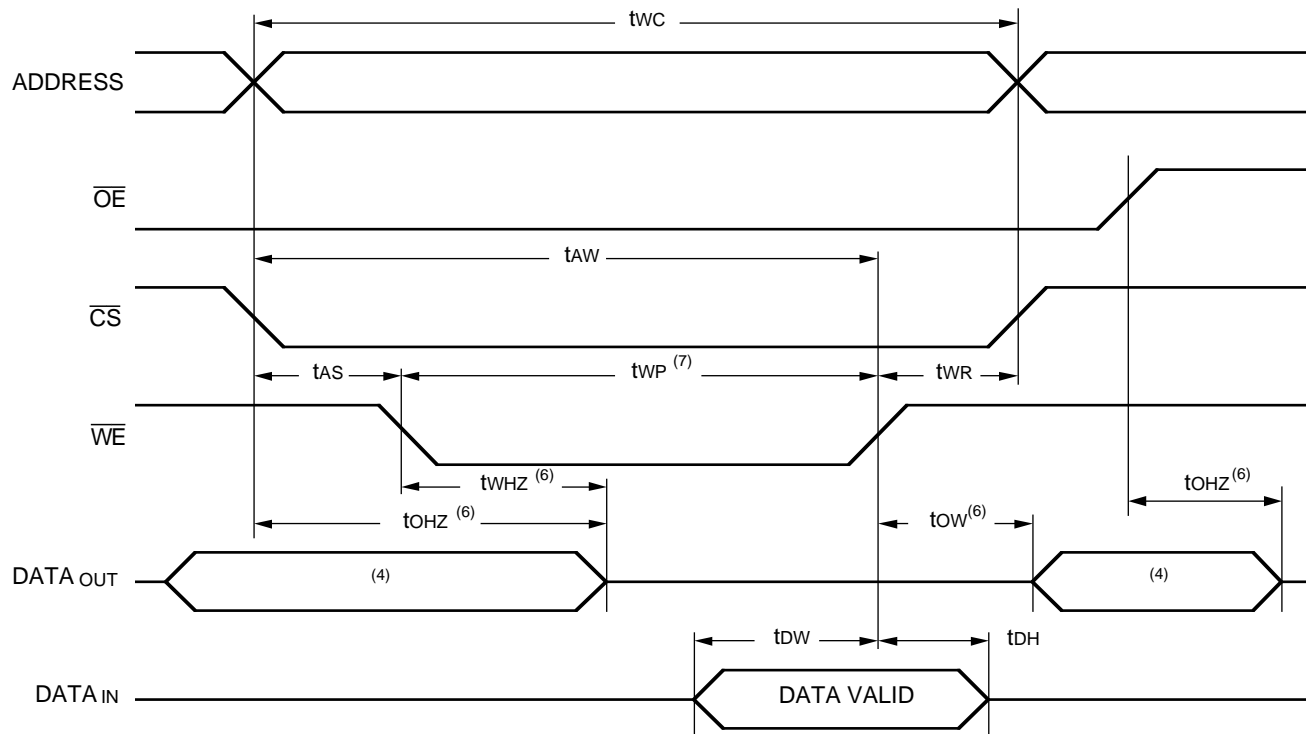 tWC
ADDRESS
OE
tAW
CS
tAS
tWP (7)
tWR
WE
tWHZ (6)
tOHZ (6)
tOHZ(6)
tOW(6)
DATA OUT
(4)
(4)
tDW
tDH
DATA IN
DATA VALID